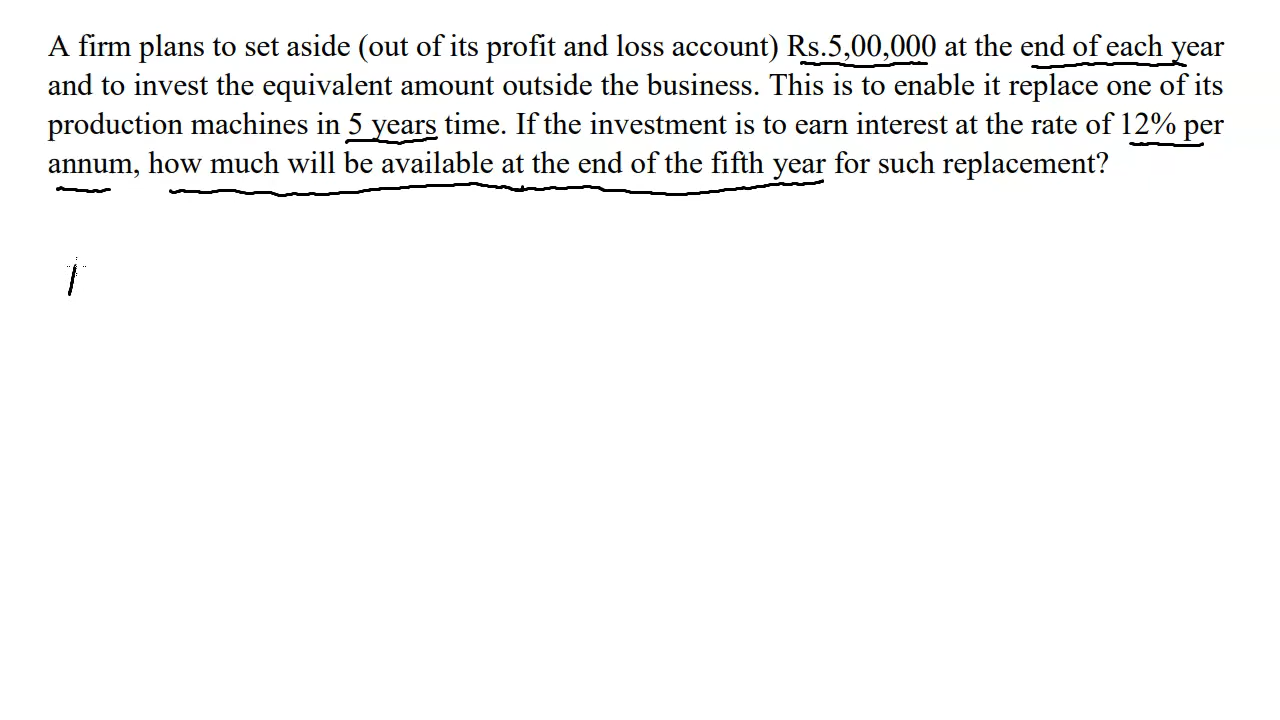 A firm plans to set aside (out of its profit and loss account) Rs.5,00,000 at the end of each year
and to invest the equivalent amount outside the business. This is to enable it replace one of its
production machines in 5 years time. If the investment is to earn interest at the rate of 12% per
annum, how much will be available at the end of the fifth year for such replacement?